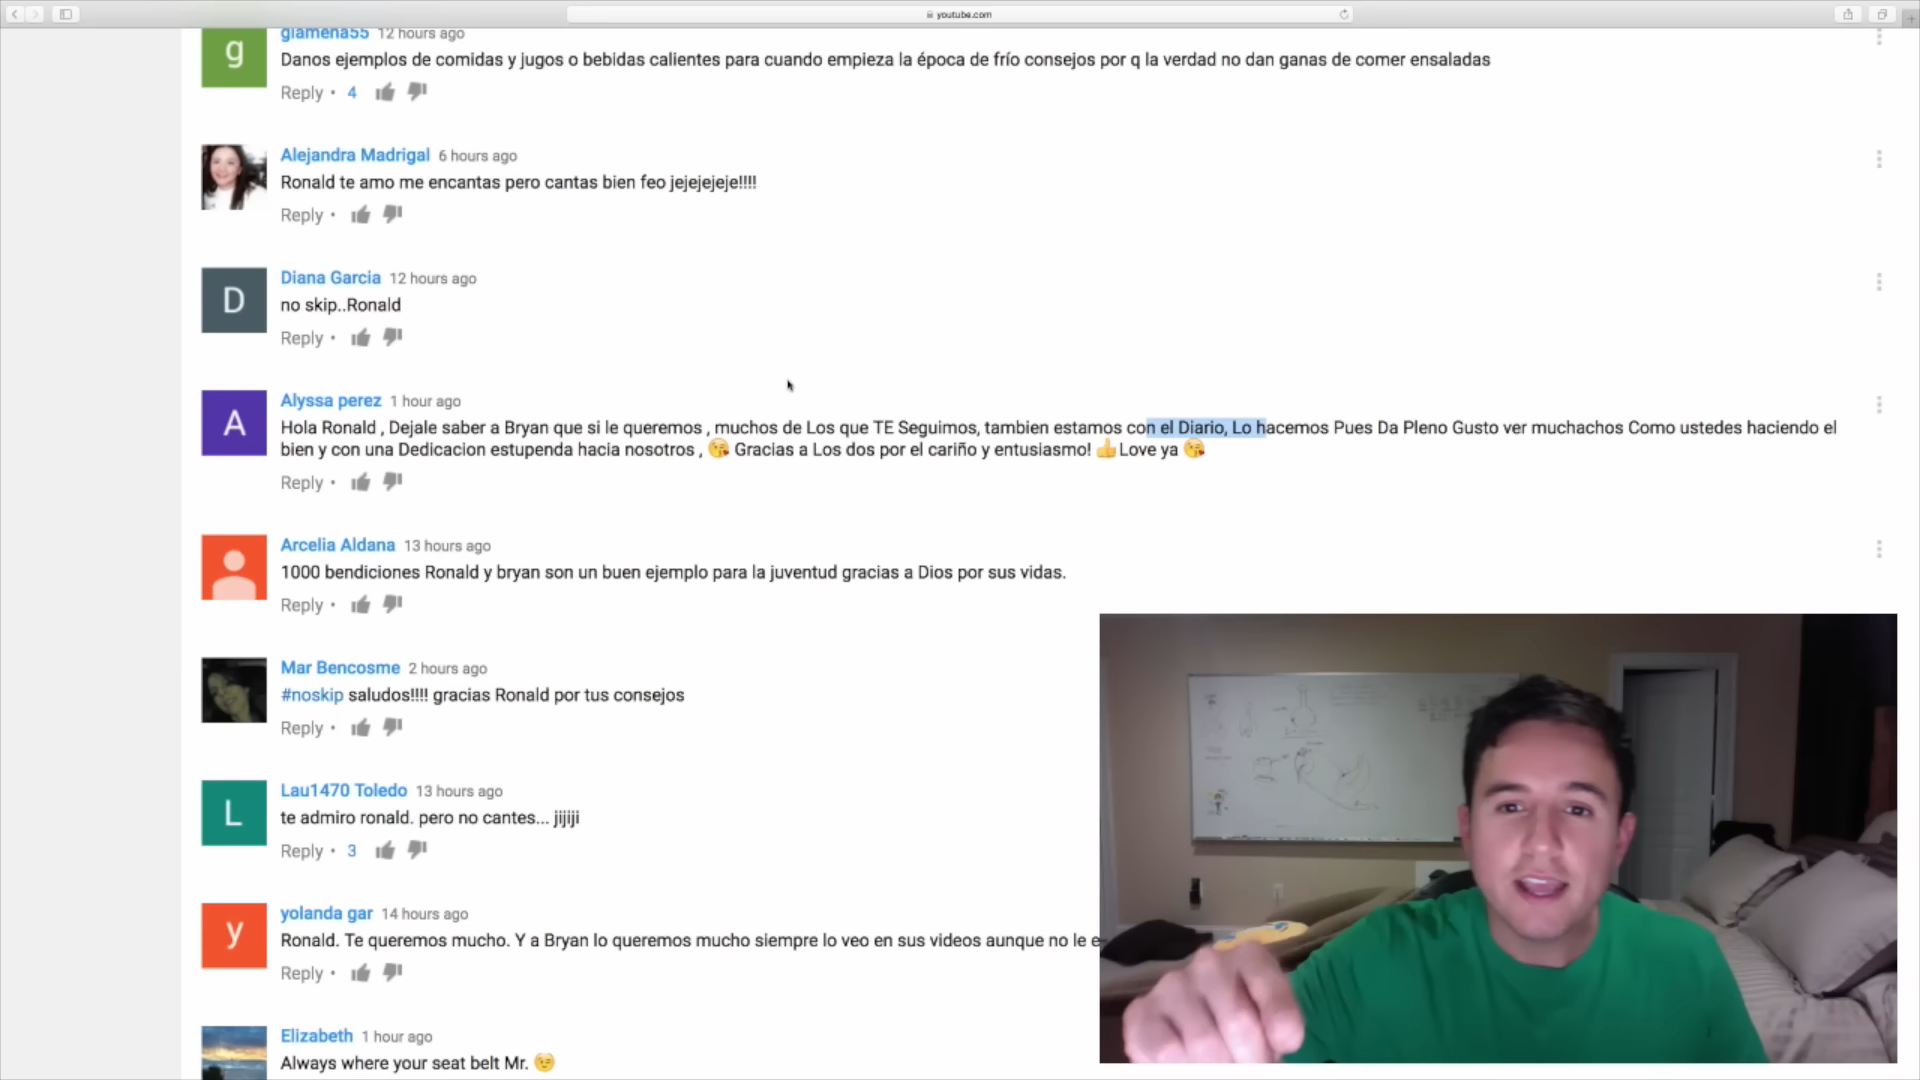 youtube.com
glamena55 12 hours ago
g
Danos ejemplos de comidas y jugos o bebidas calientes para cuando empieza la época de frío consejos por q la verdad no dan ganas de comer ensaladas
Reply • 4
Alejandra Madrigal 6 hours ago
Ronald te amo me encantas pero cantas bien feo jejejejeje!!!!
Reply •
Diana Garcia 12 hours ago
D
no skip..Ronald
Reply •
Alyssa perez 1 hour ago
A
Hola Ronald , Dejale saber a Bryan que si le queremos , muchos de Los que TE Seguimos, tambien estamos con el Diario, Lo hacemos Pues Da Pleno Gusto ver muchachos Como ustedes haciendo el
bien y con una Dedicacion estupenda hacia nosotros , 😘 Gracias a Los dos por el cariño y entusiasmo! 👍Love ya 😘
Reply •
Arcelia Aldana 13 hours ago
1000 bendiciones Ronald y bryan son un buen ejemplo para la juventud gracias a Dios por sus vidas.
Reply •
Mar Bencosme 2 hours ago
#noskip saludos!!!! gracias Ronald por tus consejos
Reply •
Lau1470 Toledo 13 hours ago
L
te admiro ronald. pero no cantes... jijiji
Reply • 3
yolanda gar 14 hours ago
y
Ronald. Te queremos mucho. Y a Bryan lo queremos mucho siempre lo veo en sus videos aunque no le e
Reply •
Elizabeth 1 hour ago
Always where your seat belt Mr. 😉